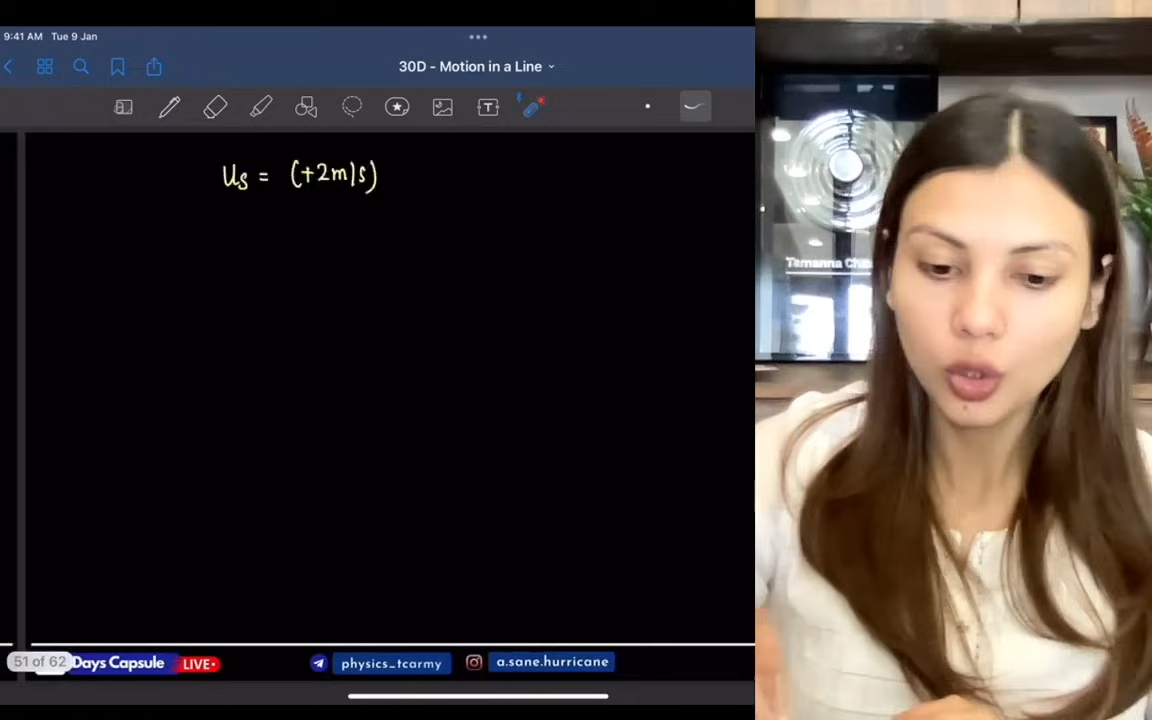 9:41 AM Tue 9 Jan
30D - Motion in a Line
T
us = (+2m/s)
51 of 62
Days Capsule LIVE
physics_tcarmy
a.sane.hurricane